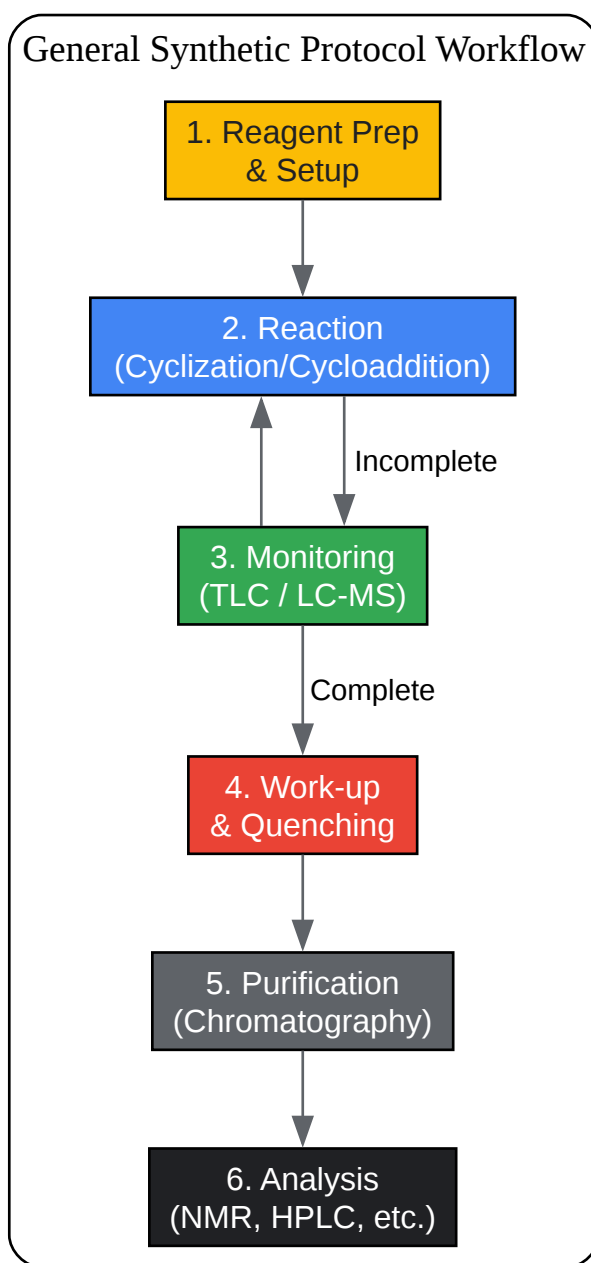 General Synthetic Protocol Workflow
1. Reagent Prep
& Setup
2. Reaction
(Cyclization/Cycloaddition)
Incomplete
3. Monitoring
(TLC / LC-MS)
Complete
4. Work-up
& Quenching
5. Purification
(Chromatography)
6. Analysis
(NMR, HPLC, etc.)